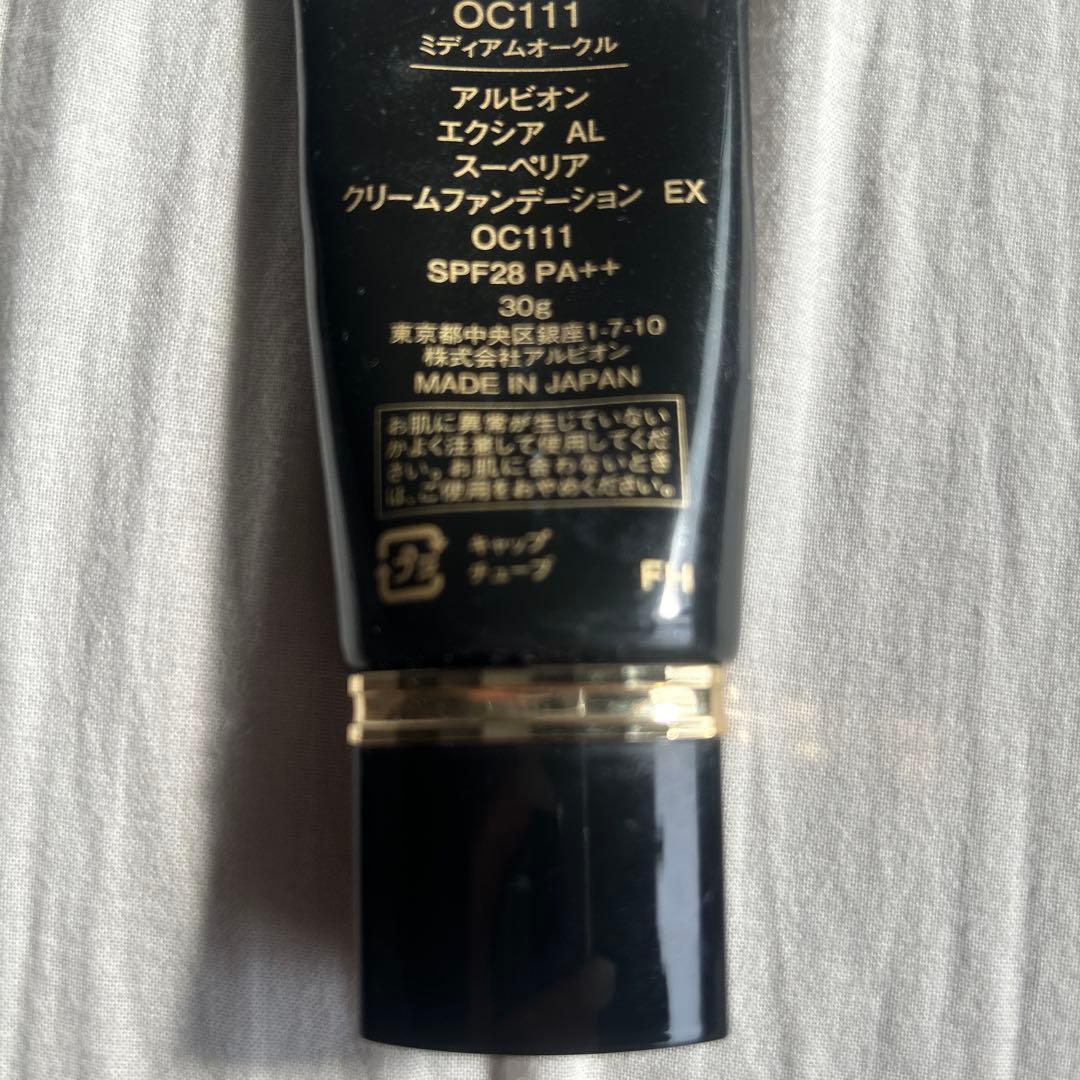 OC111
ミディアムオークル
アルビオン
エクシア AL
スーペリア
クリームファンデーション EX
OC111
SPF28 PA++
30g
東京都中央区銀座1-7-10
株式会社アルビオン
MADE IN JAPAN
お肌に異常が生じていない
かよく注意して使用してくだ
さい。お肌に合わないとき
は、ご使用をおやめください。
プラ
キャップ
チューブ
FH